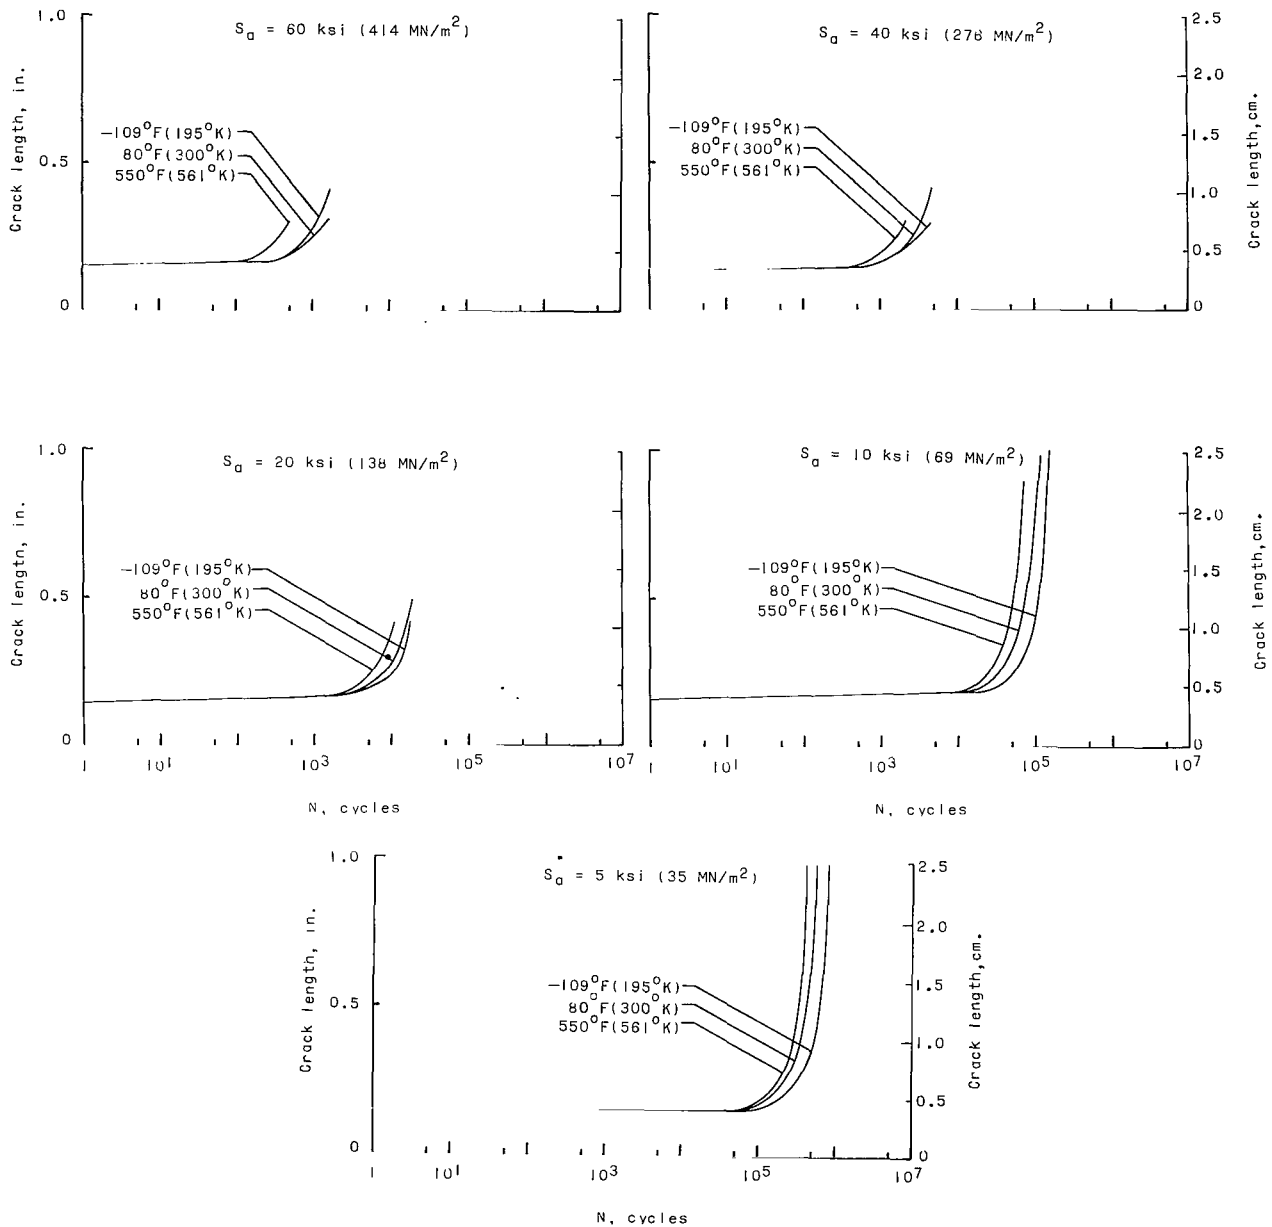 1.0
S_a = 60 ksi (414 MN/m²)
Crack length, in.
-109°F(195°K)
80°F(300°K)
550°F(561°K)
0.5
0
S_a = 40 ksi (276 MN/m²)
2.5
2.0
-109°F(195°K)
80°F(300°K)
550°F(561°K)
1.5
1.0
0.5
0
Crack length,cm.
1.0
S_a = 20 ksi (138 MN/m²)
Crack length, in.
-109°F(195°K)
80°F(300°K)
550°F(561°K)
0.5
0
1 10¹ 10³ 10⁵ 10⁷
N, cycles
S_a = 10 ksi (69 MN/m²)
2.5
2.0
-109°F(195°K)
80°F(300°K)
550°F(561°K)
1.5
1.0
0.5
0
Crack length,cm.
1 10¹ 10³ 10⁵ 10⁷
N, cycles
1.0
S_a = 5 ksi (35 MN/m²)
2.5
2.0
Crack length, in.
-109°F(195°K)
80°F(300°K)
550°F(561°K)
0.5
0
1.5
1.0
0.5
0
Crack length,cm.
1 10¹ 10³ 10⁵ 10⁷
N, cycles